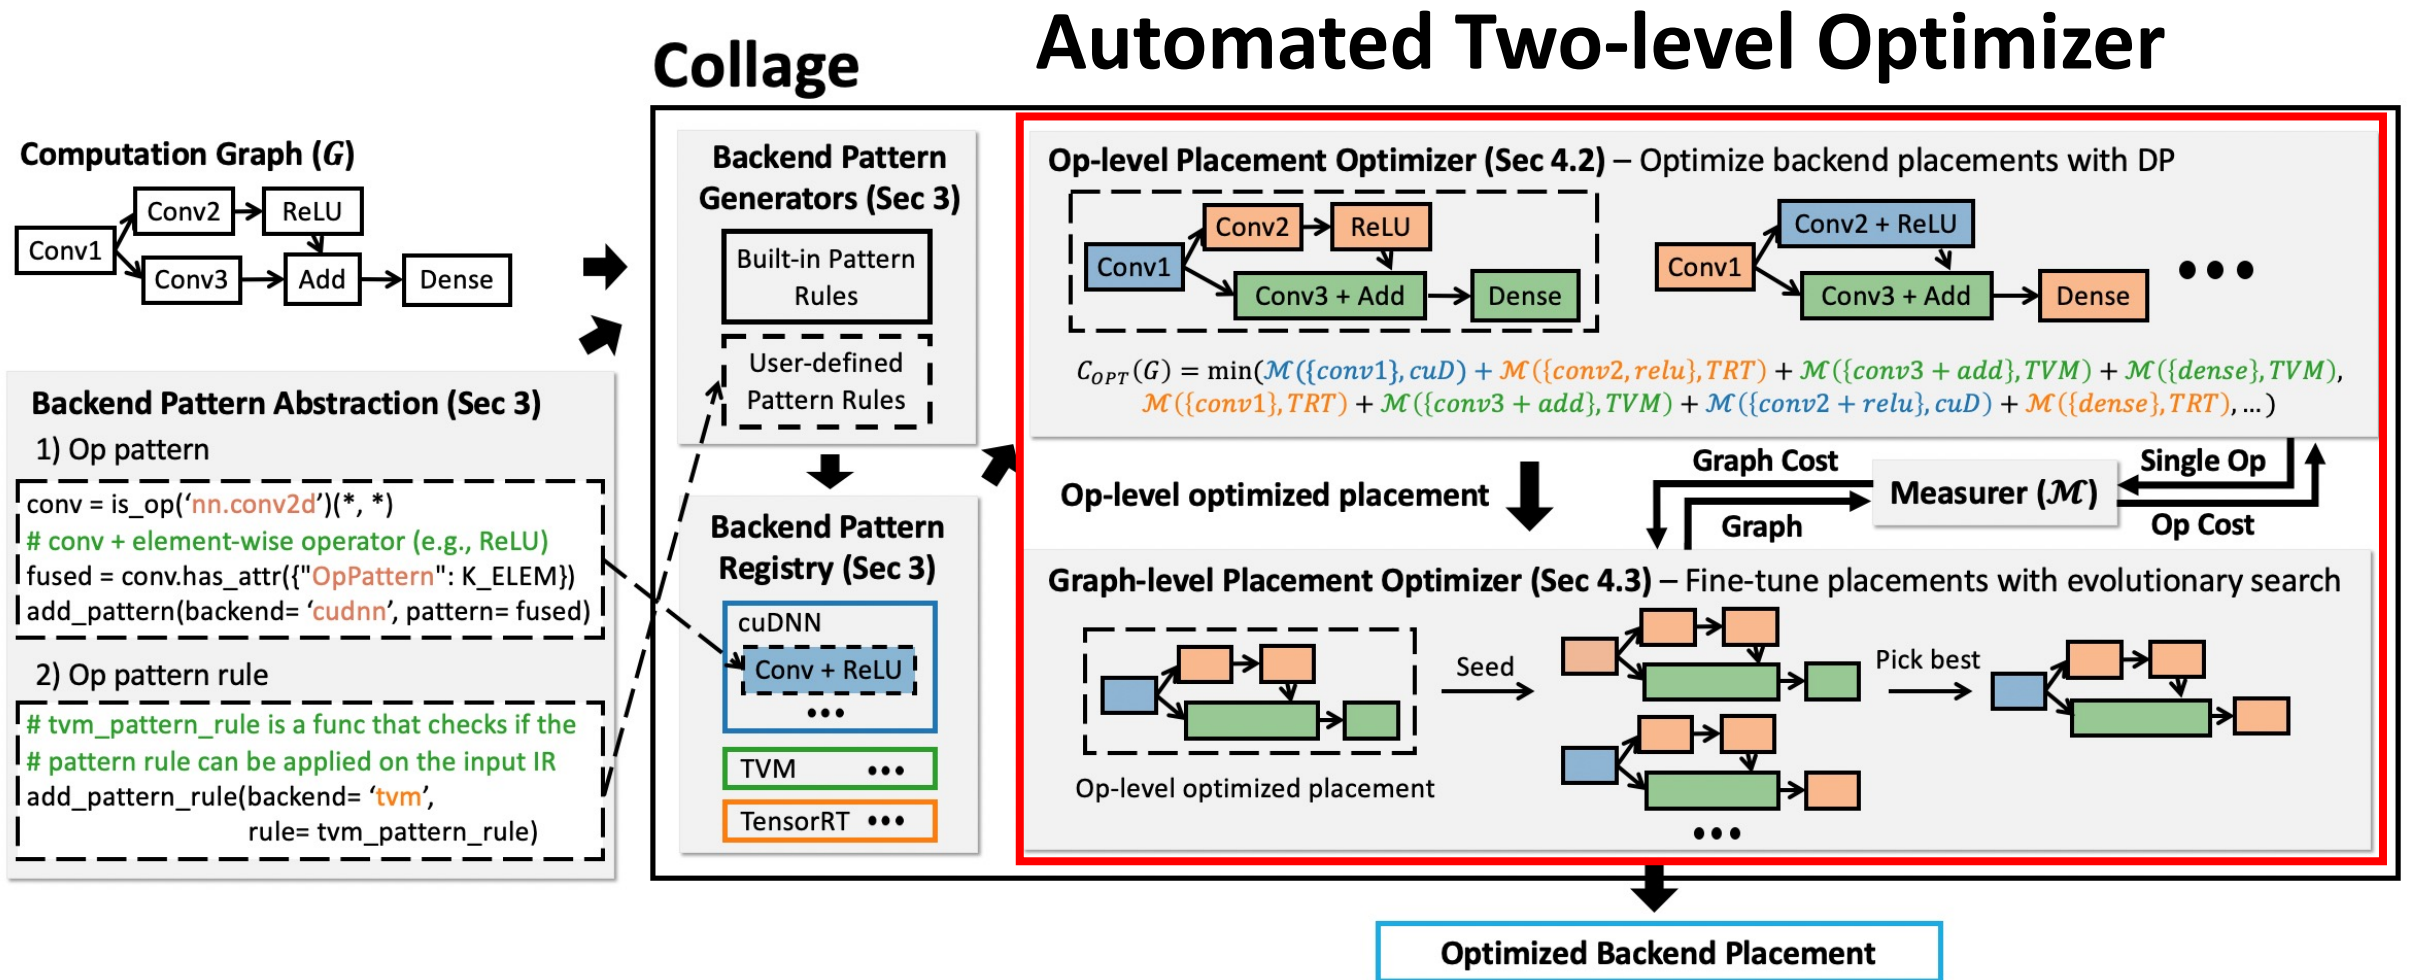 Collage
Automated Two-level Optimizer
Computation Graph (G)
Conv1
Conv2
ReLU
Conv3
Add
Dense
Backend Pattern Abstraction (Sec 3)
1) Op pattern
conv = is_op(‘nn.conv2d’)(*, *)
# conv + element-wise operator (e.g., ReLU)
fused = conv.has_attr({"OpPattern": K_ELEM})
add_pattern(backend= ‘cudnn’, pattern= fused)
2) Op pattern rule
# tvm_pattern_rule is a func that checks if the
# pattern rule can be applied on the input IR
add_pattern_rule(backend= ‘tvm’,
rule= tvm_pattern_rule)
Backend Pattern
Generators (Sec 3)
Built-in Pattern
Rules
User-defined
Pattern Rules
Backend Pattern
Registry (Sec 3)
cuDNN
Conv + ReLU
•••
TVM •••
TensorRT •••
Op-level Placement Optimizer (Sec 4.2) – Optimize backend placements with DP
Conv1
Conv2
ReLU
Conv3 + Add
Dense
Conv1
Conv2 + ReLU
Conv3 + Add
Dense
•••
C_OPT(G) = min(ℳ({conv1}, cuD) + ℳ({conv2, relu}, TRT) + ℳ({conv3 + add}, TVM) + ℳ({dense}, TVM),
ℳ({conv1}, TRT) + ℳ({conv3 + add}, TVM) + ℳ({conv2 + relu}, cuD) + ℳ({dense}, TRT), …)
Op-level optimized placement
Graph Cost
Graph
Measurer (ℳ)
Single Op
Op Cost
Graph-level Placement Optimizer (Sec 4.3) – Fine-tune placements with evolutionary search
Op-level optimized placement
Seed
•••
Pick best
Optimized Backend Placement